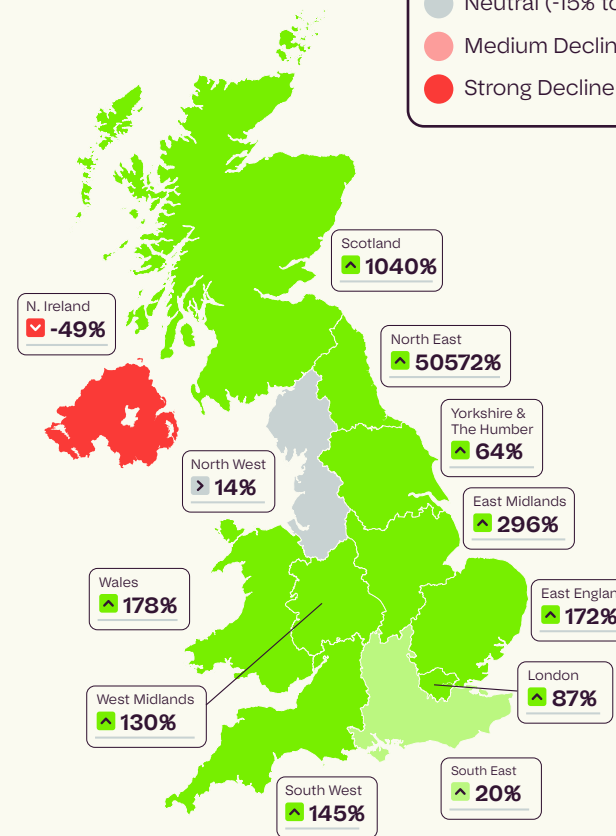 Neutral (-15% to
Medium Declin
Strong Decline
Scotland
1040%
N. Ireland
-49%
North East
50572%
Yorkshire &
The Humber
64%
North West
14%
East Midlands
296%
Wales
178%
East Englan
172%
London
87%
West Midlands
130%
South East
20%
South West
145%